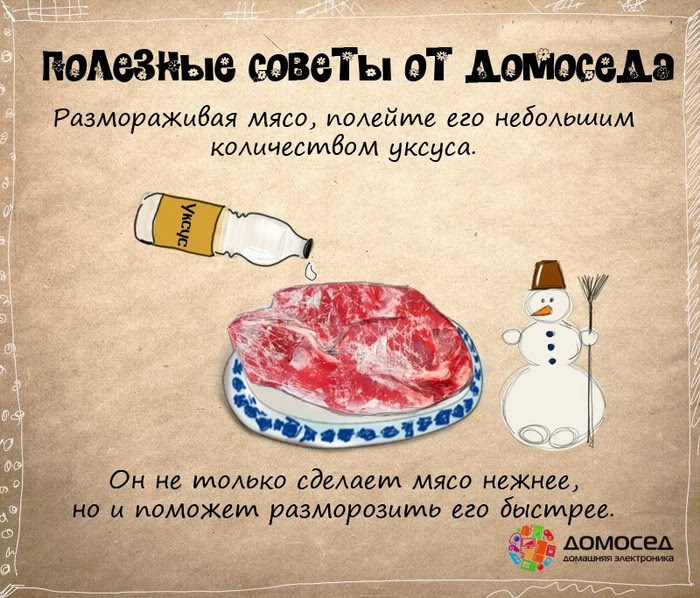 Полезные советы от Домоседа
Размораживая мясо, полейте его небольшим
количеством уксуса.
Уксус
Он не только сделает мясо нежнее,
но и поможет разморозить его быстрее.
ДОМОСЕД
ДОМАШНЯЯ ЭЛЕКТРОНИКА